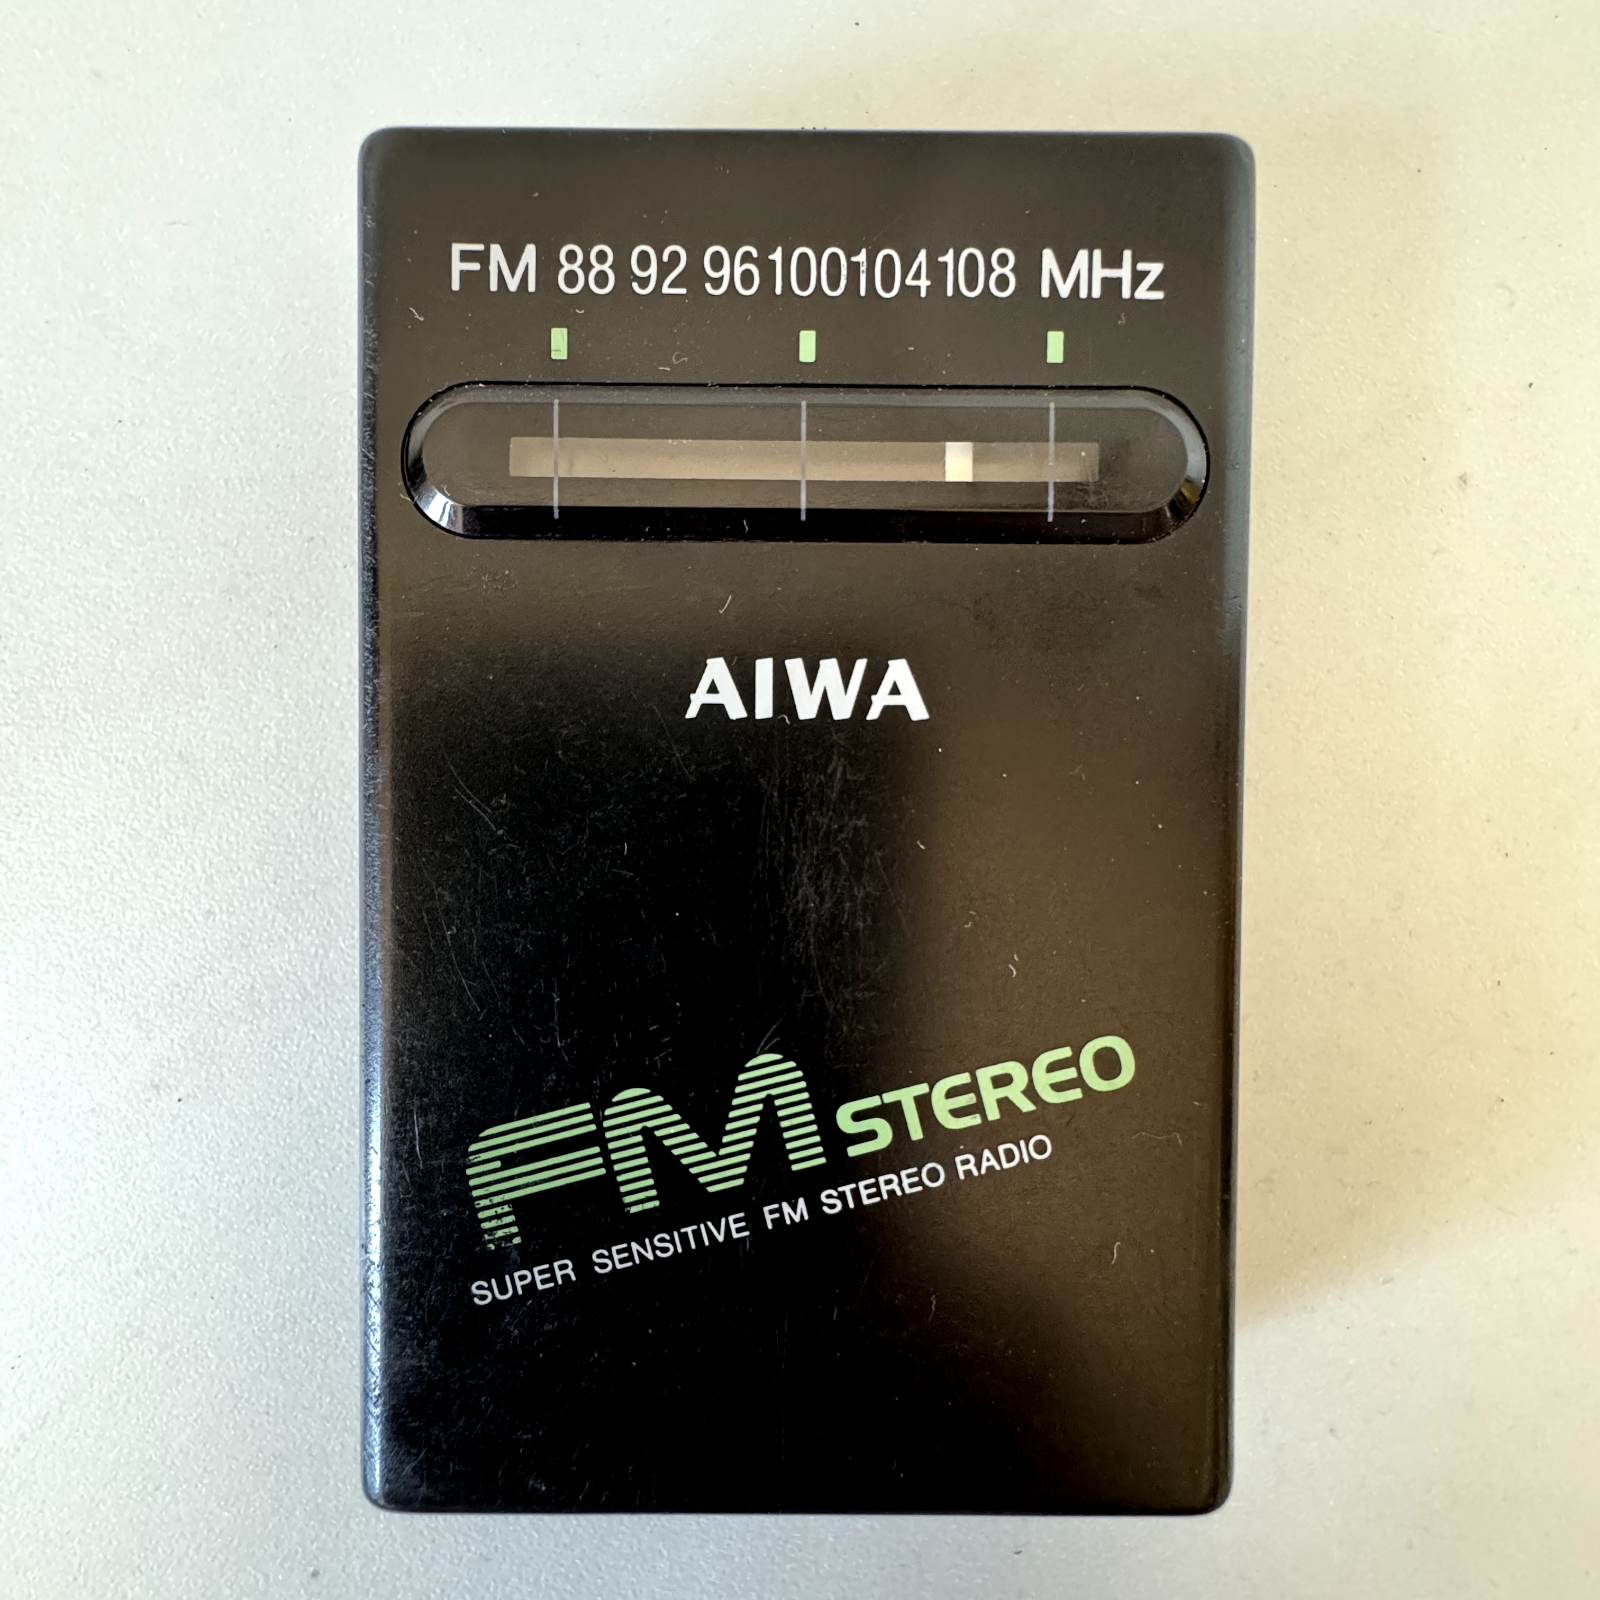 FM 88 92 96 100 104 108 MHz
AIWA
FM STEREO
SUPER SENSITIVE FM STEREO RADIO